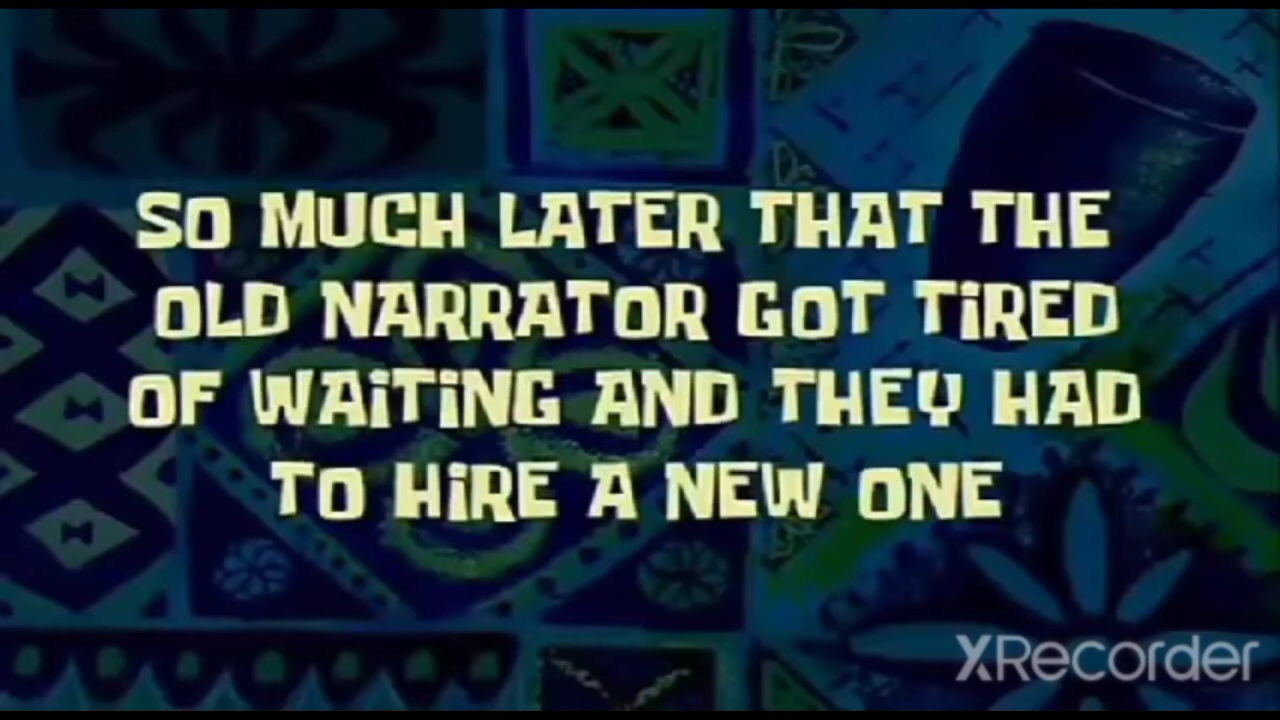 SO MUCH LATER THAT THE
OLD NARRATOR GOT TiRED
OF WAiTiNG AND THEY HAD
TO HiRE A NEW ONE
XRecorder